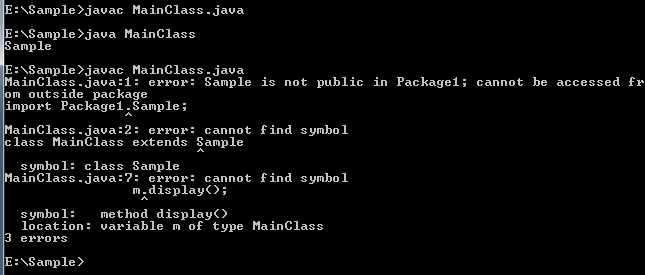 E:\Sample>javac MainClass.java
E:\Sample>java MainClass
Sample
E:\Sample>javac MainClass.java
MainClass.java:1: error: Sample is not public in Package1; cannot be accessed fr
om outside package
import Package1.Sample;
^
MainClass.java:2: error: cannot find symbol
class MainClass extends Sample
^
symbol: class Sample
MainClass.java:7: error: cannot find symbol
m.display();
^
symbol:   method display()
location: variable m of type MainClass
3 errors
E:\Sample>